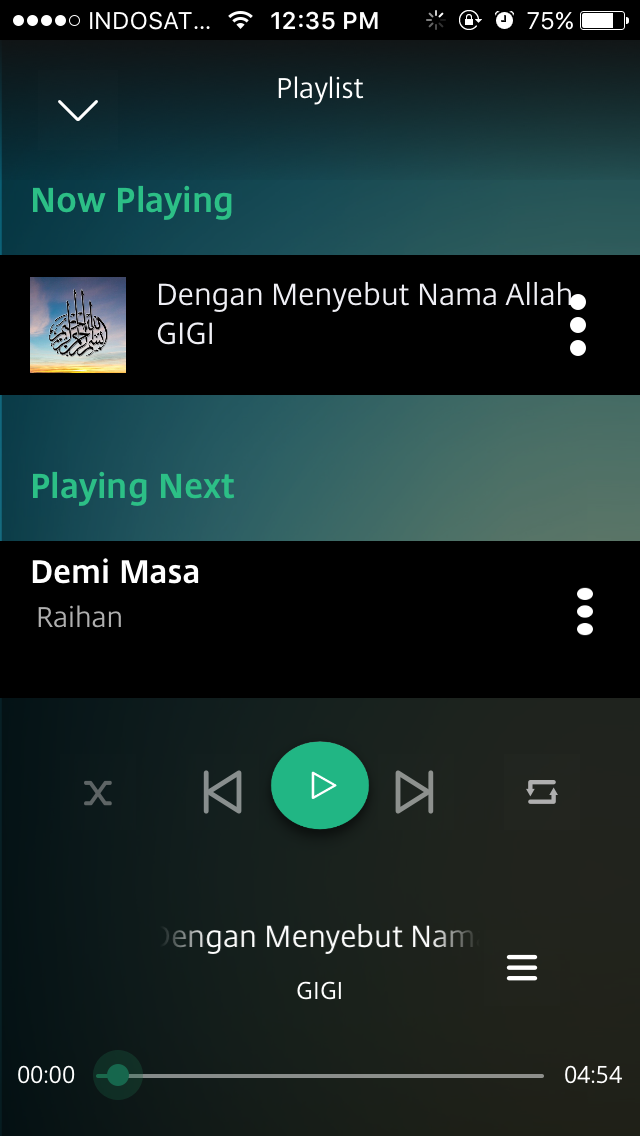 INDOSAT... 12:35 PM 75%
Playlist
Now Playing
Dengan Menyebut Nama Allah
GIGI
Playing Next
Demi Masa
Raihan
Dengan Menyebut Nam
GIGI
00:00 04:54